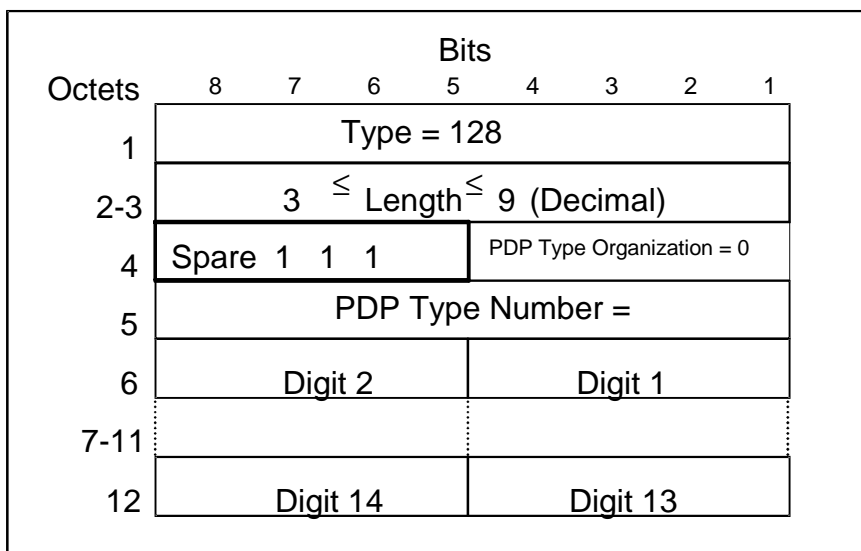 Bits
Octets 8 7 6 5 4 3 2 1
1 Type = 128
2-3 3 ≤ Length ≤ 9 (Decimal)
4 Spare 1 1 1 PDP Type Organization = 0
5 PDP Type Number =
6 Digit 2 Digit 1
7-11
12 Digit 14 Digit 13